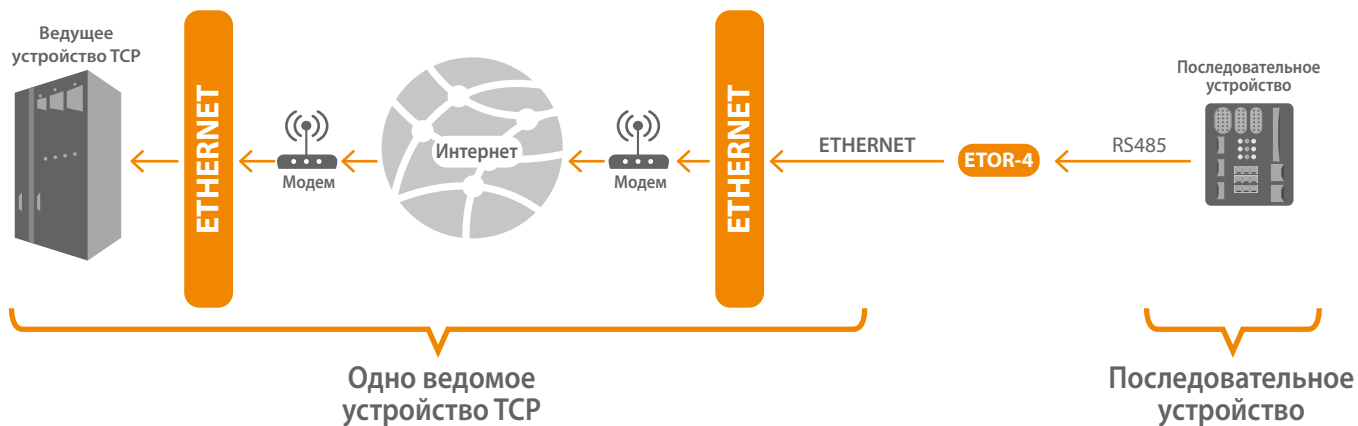 Ведущее
устройство TCP
ETHERNET
Модем
Интернет
Модем
ETHERNET
ETHERNET
ETOR-4
RS485
Последовательное
устройство
Одно ведомое
устройство TCP
Последовательное
устройство